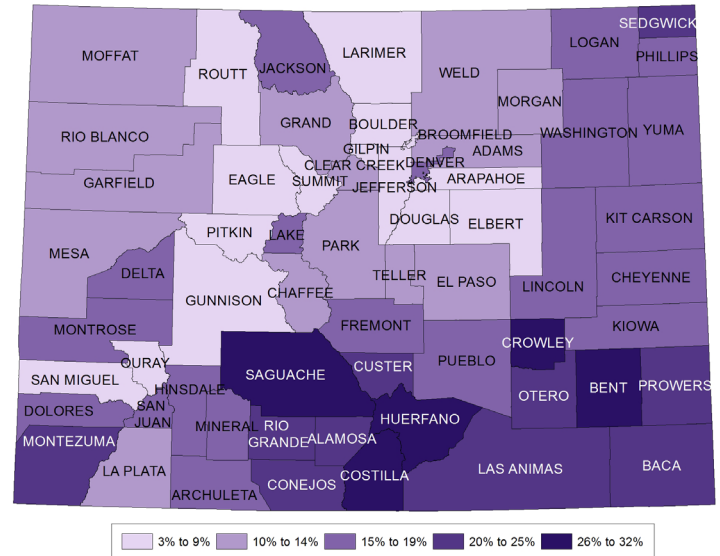 SEDGWICK
LOGAN
PHILLIPS
MOFFAT
ROUTT
JACKSON
LARIMER
WELD
MORGAN
RIO BLANCO
GRAND
BOULDER
BROOMFIELD
WASHINGTON
YUMA
GILPIN
ADAMS
CLEAR CREEK
DENVER
GARFIELD
EAGLE
SUMMIT
JEFFERSON
ARAPAHOE
PITKIN
LAKE
DOUGLAS
ELBERT
KIT CARSON
MESA
PARK
DELTA
TELLER
EL PASO
CHEYENNE
GUNNISON
CHAFFEE
LINCOLN
MONTROSE
FREMONT
KIOWA
CROWLEY
OURAY
PUEBLO
SAN MIGUEL
SAGUACHE
CUSTER
HINSDALE
OTERO
BENT
PROWERS
DOLORES
SAN
JUAN
MINERAL
RIO
GRANDE
ALAMOSA
HUERFANO
MONTEZUMA
LA PLATA
ARCHULETA
CONEJOS
COSTILLA
LAS ANIMAS
BACA
3% to 9%
10% to 14%
15% to 19%
20% to 25%
26% to 32%